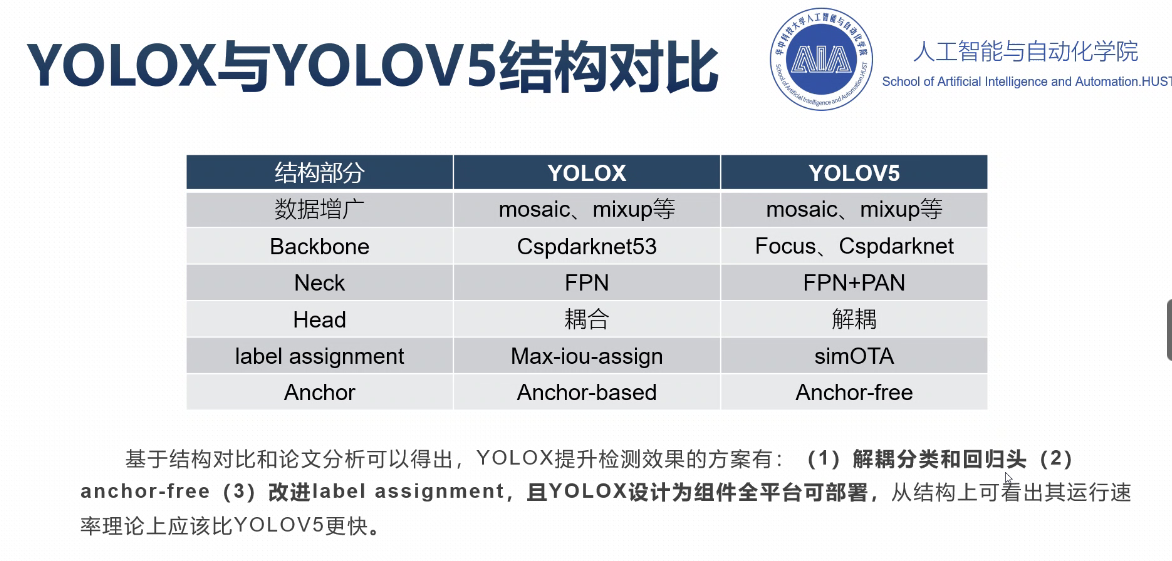 YOLOX与YOLOV5结构对比
华中科技大学人工智能与自动化学院
AIA
School of Artificial Intelligence and Automation.HUST
人工智能与自动化学院
School of Artificial Intelligence and Automation.HUST
结构部分 YOLOX YOLOV5
数据增广 mosaic、mixup等 mosaic、mixup等
Backbone Cspdarknet53 Focus、Cspdarknet
Neck FPN FPN+PAN
Head 耦合 解耦
label assignment Max-iou-assign simOTA
Anchor Anchor-based Anchor-free
基于结构对比和论文分析可以得出，YOLOX提升检测效果的方案有：（1）解耦分类和回归头（2）
anchor-free（3）改进label assignment，且YOLOX设计为组件全平台可部署，从结构上可看出其运行速
率理论上应该比YOLOV5更快。